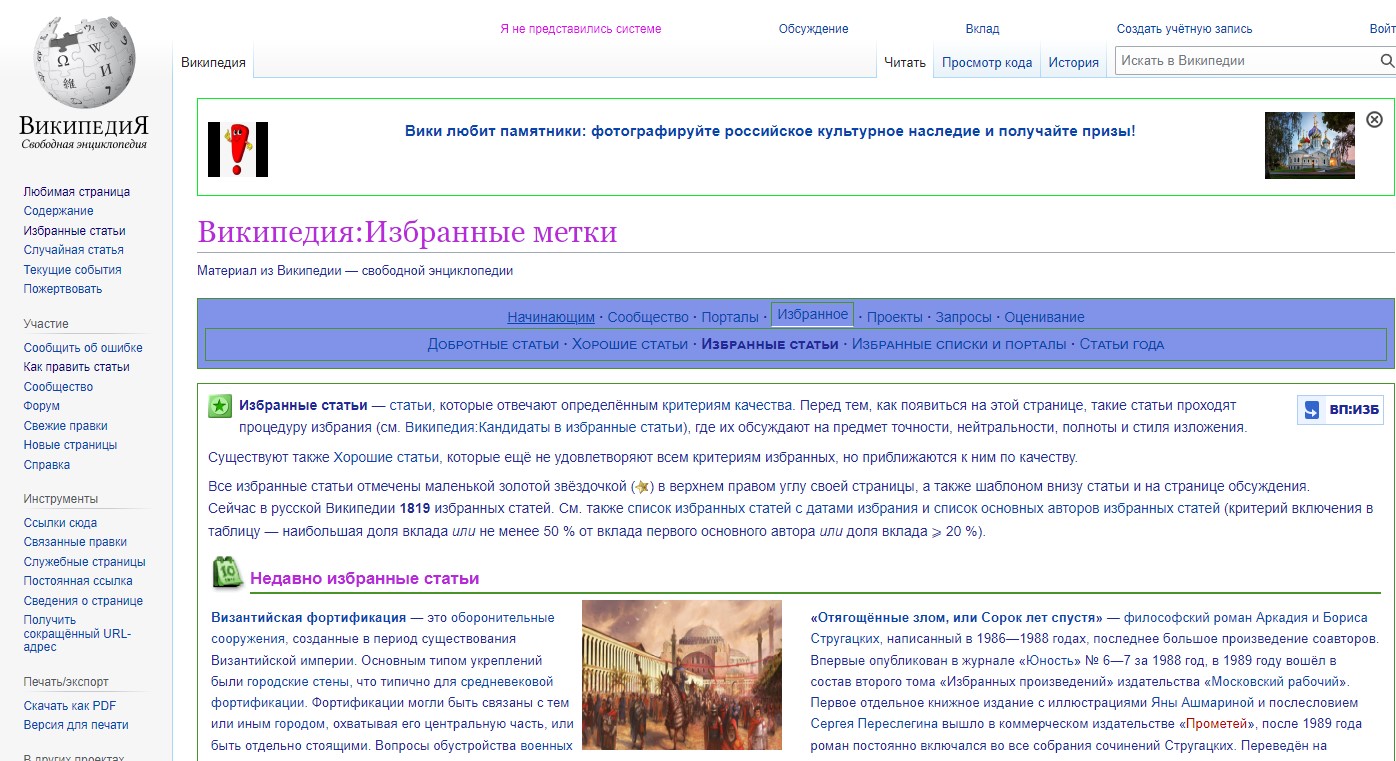 Я не представились системе
Обсуждение
Вклад
Создать учётную запись
Войт
Википедия
Читать
Просмотр кода
История
Искать в Википедии
ВикипедиЯ
Свободная энциклопедия
Любимая страница
Содержание
Избранные статьи
Случайная статья
Текущие события
Пожертвовать
Участие
Сообщить об ошибке
Как править статьи
Сообщество
Форум
Свежие правки
Новые страницы
Справка
Инструменты
Ссылки сюда
Связанные правки
Служебные страницы
Постоянная ссылка
Сведения о странице
Получить
сокращённый URL-
адрес
Печать/экспорт
Скачать как PDF
Версия для печати
В других проектах
Вики любит памятники: фотографируйте российское культурное наследие и получайте призы!
Википедия:Избранные метки
Материал из Википедии — свободной энциклопедии
Начинающим · Сообщество · Порталы · Избранное · Проекты · Запросы · Оценивание
Добротные статьи · Хорошие статьи · Избранные статьи · Избранные списки и порталы · Статьи года
Избранные статьи — статьи, которые отвечают определённым критериям качества. Перед тем, как появиться на этой странице, такие статьи проходят
процедуру избрания (см. Википедия:Кандидаты в избранные статьи), где их обсуждают на предмет точности, нейтральности, полноты и стиля изложения.
ВП:ИЗБ
Существуют также Хорошие статьи, которые ещё не удовлетворяют всем критериям избранных, но приближаются к ним по качеству.
Все избранные статьи отмечены маленькой золотой звёздочкой () в верхнем правом углу своей страницы, а также шаблоном внизу статьи и на странице обсуждения.
Сейчас в русской Википедии 1819 избранных статей. См. также список избранных статей с датами избрания и список основных авторов избранных статей (критерий включения в
таблицу — наибольшая доля вклада или не менее 50 % от вклада первого основного автора или доля вклада ⩾ 20 %).
10
Недавно избранные статьи
Византийская фортификация — это оборонительные
сооружения, созданные в период существования
Византийской империи. Основным типом укреплений
были городские стены, что типично для средневековой
фортификации. Фортификации могли быть связаны с тем
или иным городом, охватывая его центральную часть, или
быть отдельно стоящими. Вопросы обустройства военных
«Отягощённые злом, или Сорок лет спустя» — философский роман Аркадия и Бориса
Стругацких, написанный в 1986—1988 годах, последнее большое произведение соавторов.
Впервые опубликован в журнале «Юность» № 6—7 за 1988 год, в 1989 году вошёл в
состав второго тома «Избранных произведений» издательства «Московский рабочий».
Первое отдельное книжное издание с иллюстрациями Яны Ашмариной и послесловием
Сергея Переслегина вышло в коммерческом издательстве «Прометей», после 1989 года
роман постоянно включался во все собрания сочинений Стругацких. Переведён на